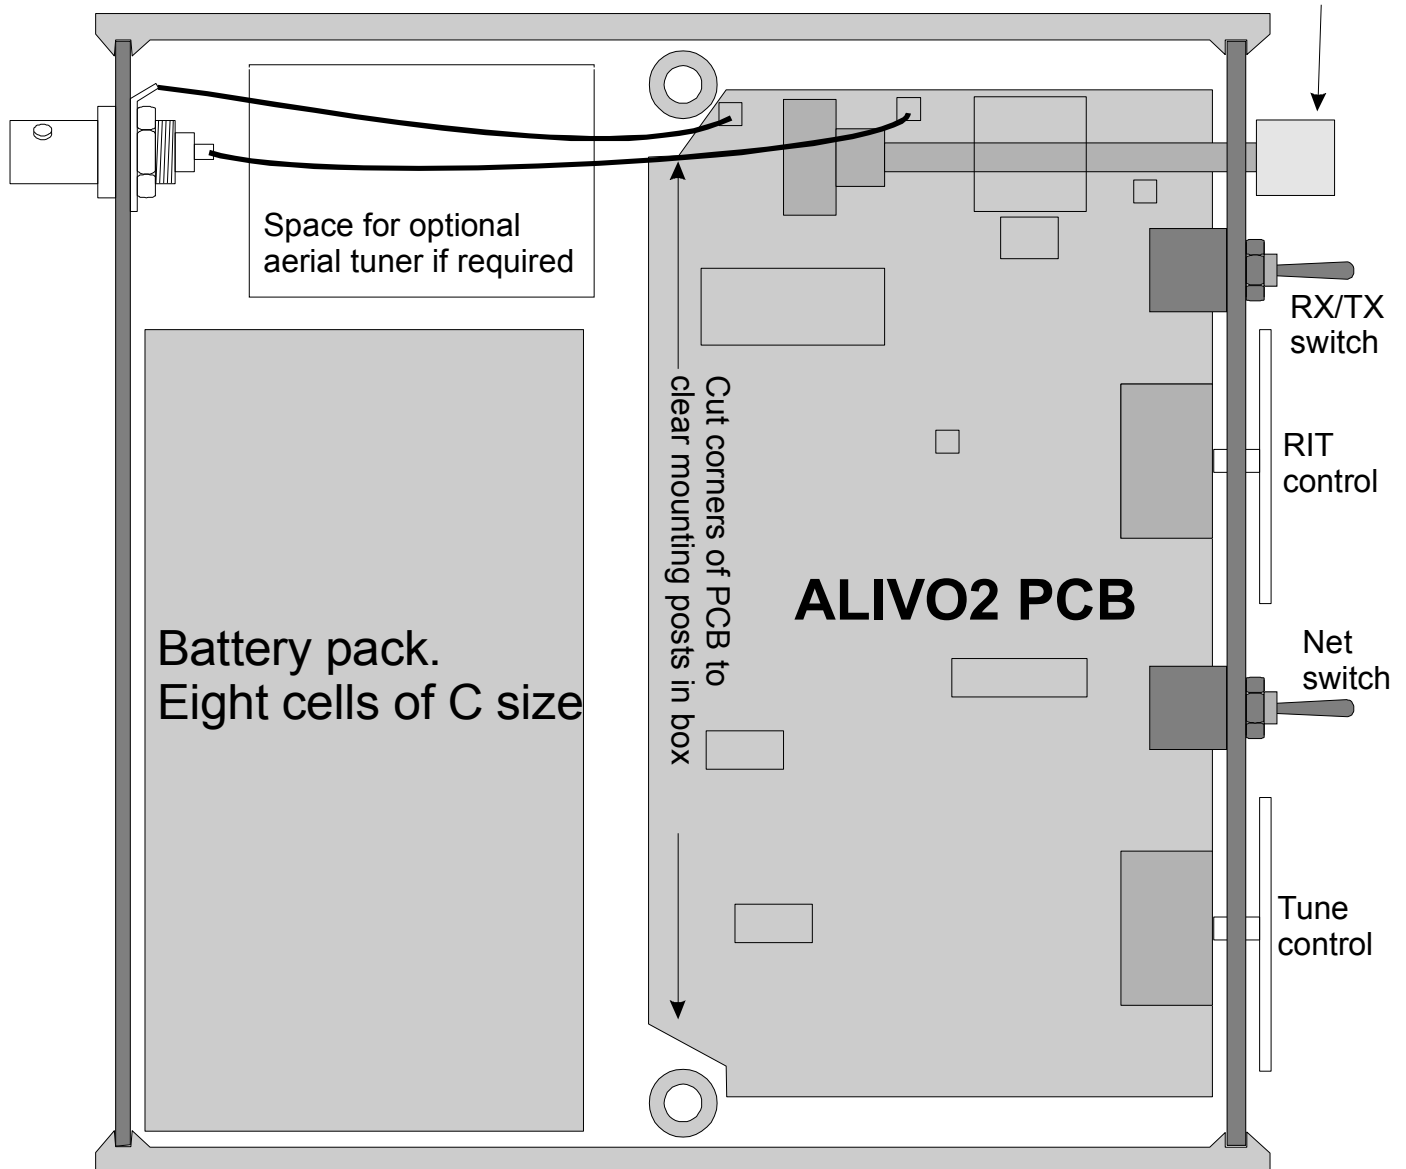 Space for optional
aerial tuner if required
RX/TX
switch
Cut corners of PCB to
clear mounting posts in box
RIT
control
ALIVO2 PCB
Battery pack.
Eight cells of C size
Net
switch
Tune
control